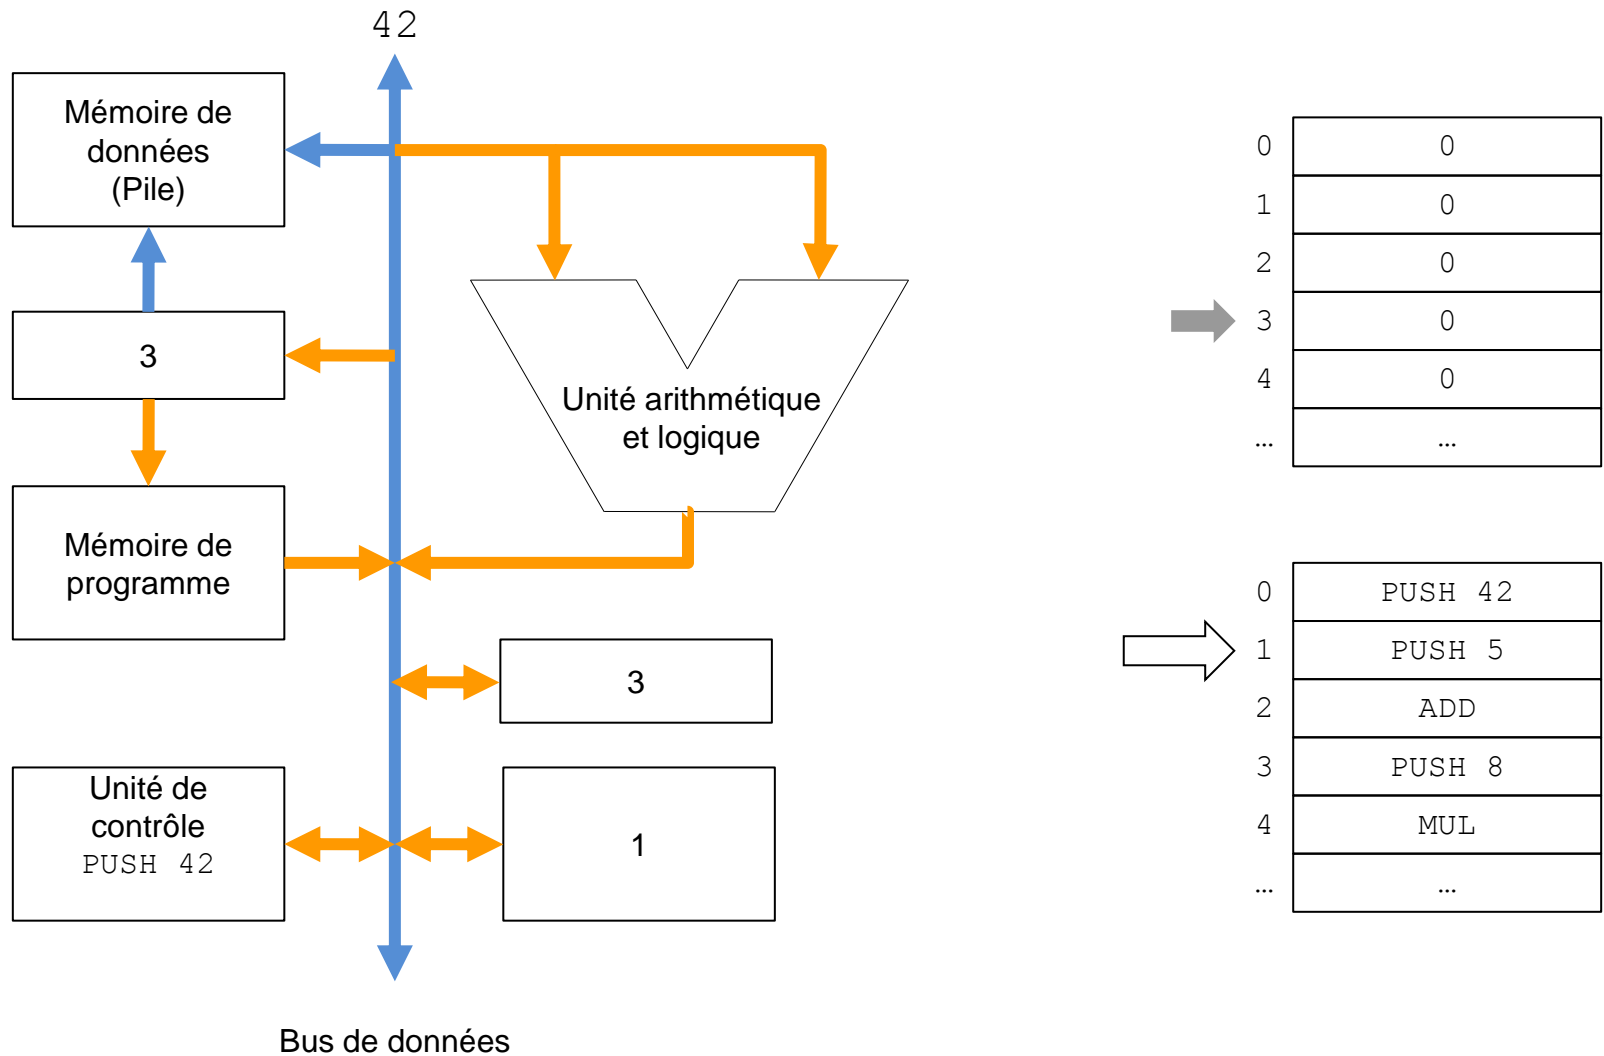 42
Mémoire de
données
(Pile)
3
Mémoire de
programme
Unité de
contrôle
PUSH 42
Unité arithmétique
et logique
3
1
Bus de données
0 0
1 0
2 0
3 0
4 0
... ...
0 PUSH 42
1 PUSH 5
2 ADD
3 PUSH 8
4 MUL
... ...